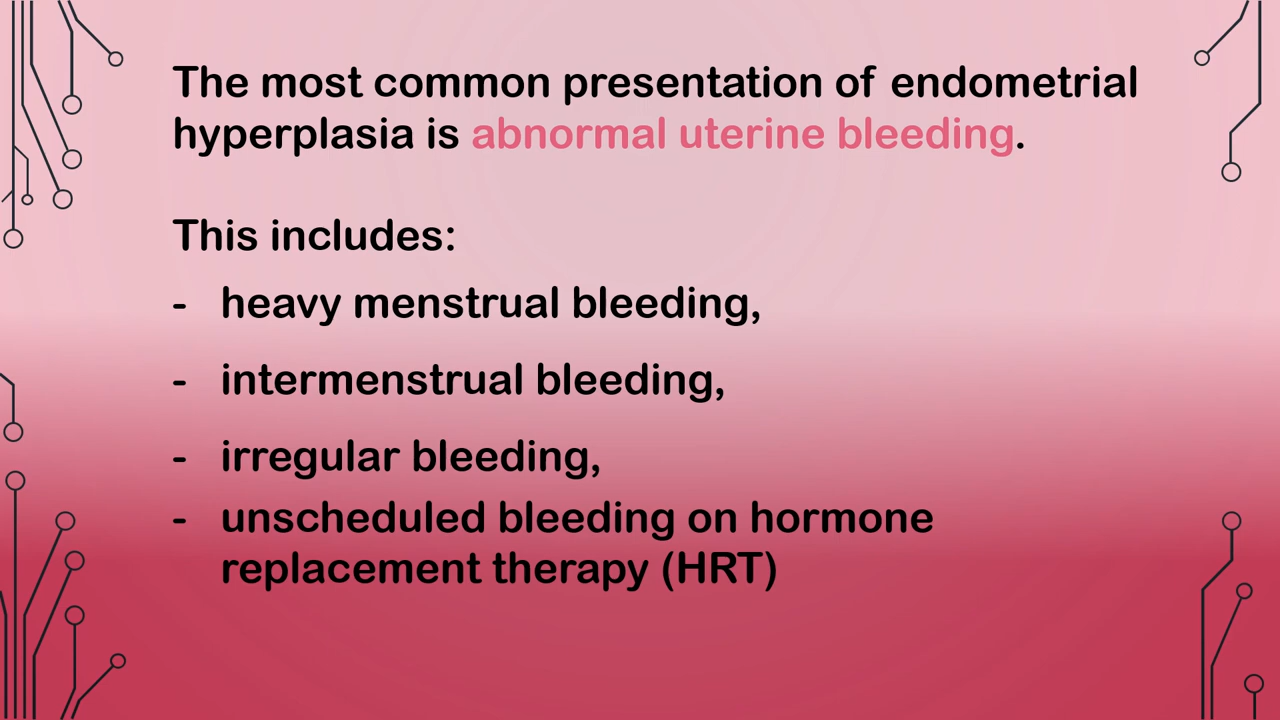 The most common presentation of endometrial
hyperplasia is abnormal uterine bleeding.
This includes:
- heavy menstrual bleeding,
- intermenstrual bleeding,
- irregular bleeding,
- unscheduled bleeding on hormone
replacement therapy (HRT)